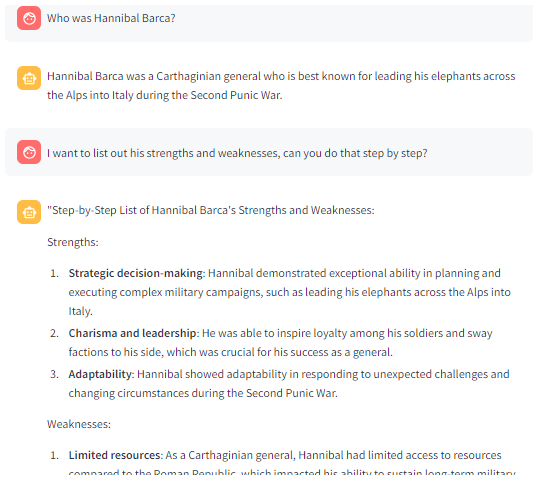 Who was Hannibal Barca?
Hannibal Barca was a Carthaginian general who is best known for leading his elephants across
the Alps into Italy during the Second Punic War.
I want to list out his strengths and weaknesses, can you do that step by step?
"Step-by-Step List of Hannibal Barca's Strengths and Weaknesses:
Strengths:
1. Strategic decision-making: Hannibal demonstrated exceptional ability in planning and
executing complex military campaigns, such as leading his elephants across the Alps into
Italy.
2. Charisma and leadership: He was able to inspire loyalty among his soldiers and sway
factions to his side, which was crucial for his success as a general.
3. Adaptability: Hannibal showed adaptability in responding to unexpected challenges and
changing circumstances during the Second Punic War.
Weaknesses:
1. Limited resources: As a Carthaginian general, Hannibal had limited access to resources
compared to the Roman Republic, which impacted his ability to sustain long-term military